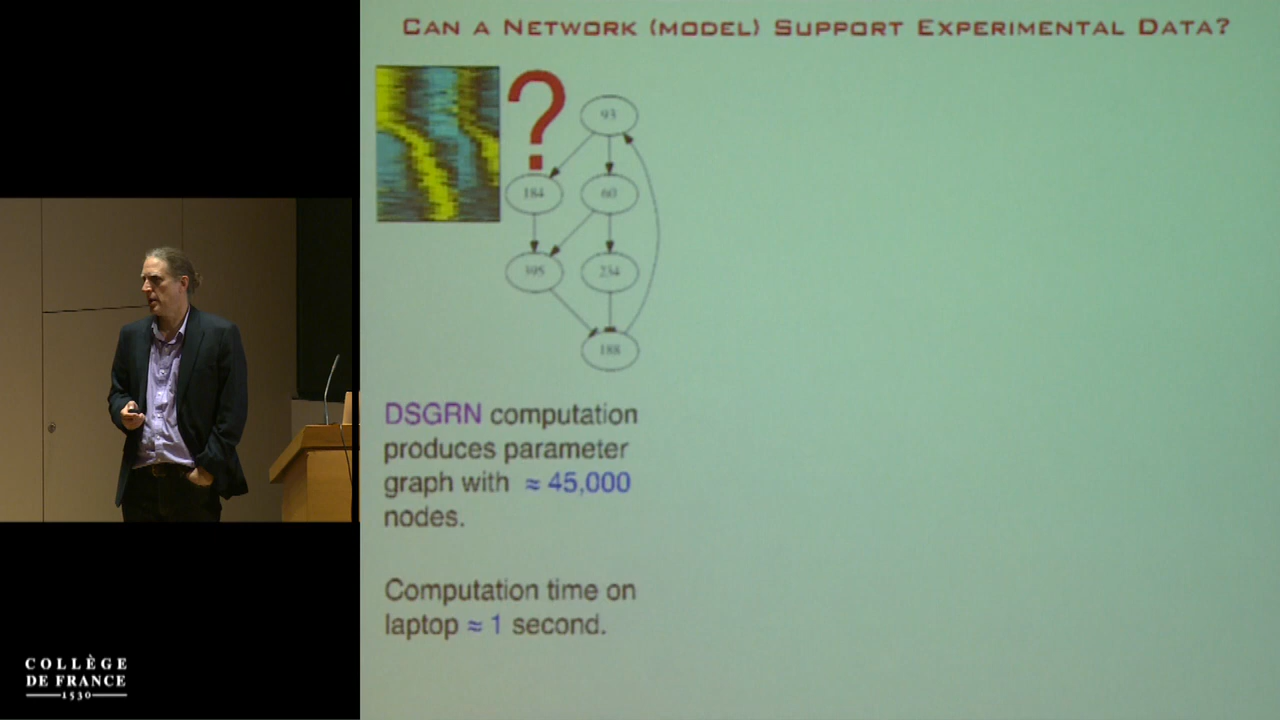 CAN A NETWORK (MODEL) SUPPORT EXPERIMENTAL DATA?
?
93
184
60
395
234
188
DSGRN computation
produces parameter
graph with ≈ 45,000
nodes.
Computation time on
laptop ≈ 1 second.
COLLÈGE
DE FRANCE
1530